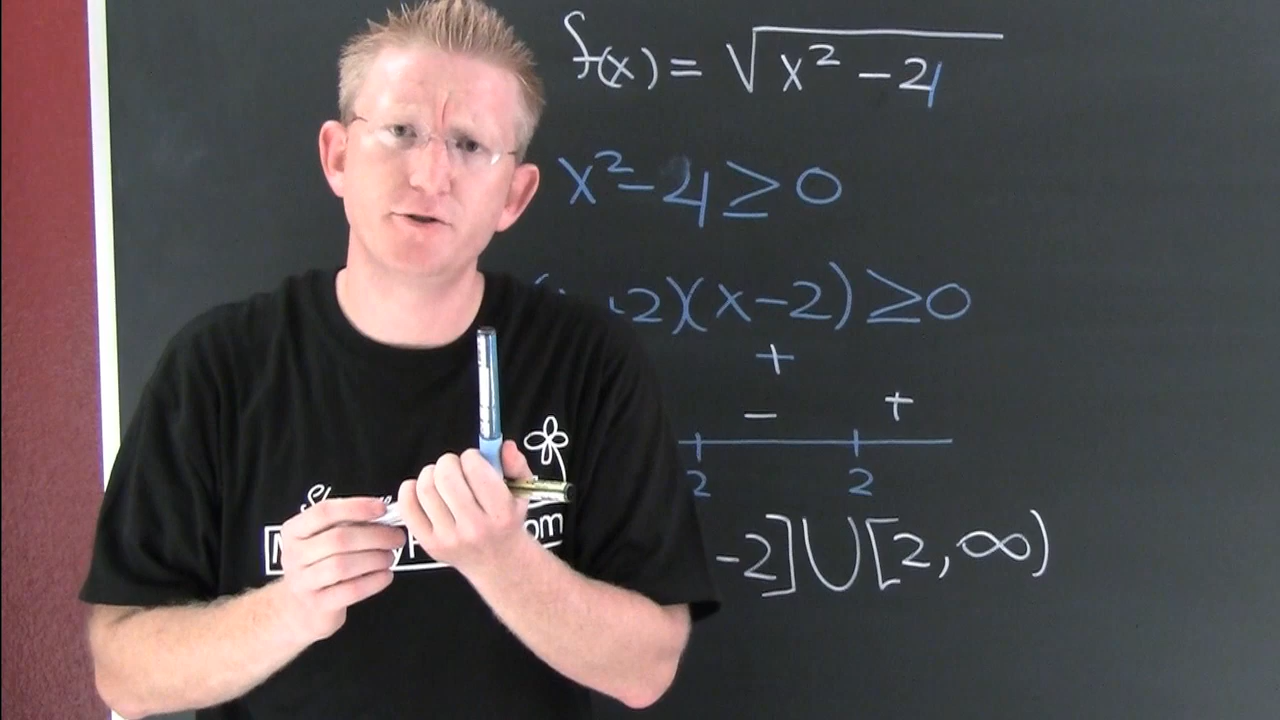 f(x) = √x² - 4
x² - 4 ≥ 0
+2)(x-2) ≥ 0
+
- +
2 2
-2] ∪ [2, ∞)